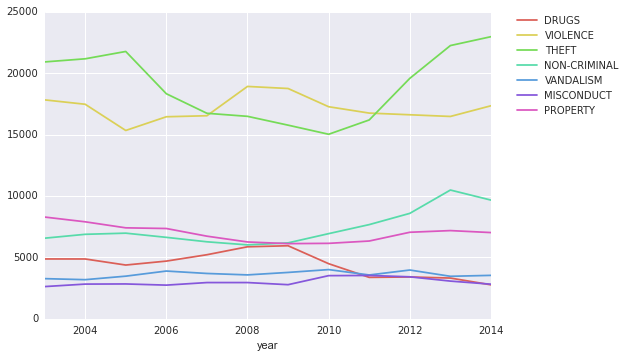 25000
20000
15000
10000
5000
0
2004 2006 2008 2010 2012 2014
year
DRUGS
VIOLENCE
THEFT
NON-CRIMINAL
VANDALISM
MISCONDUCT
PROPERTY